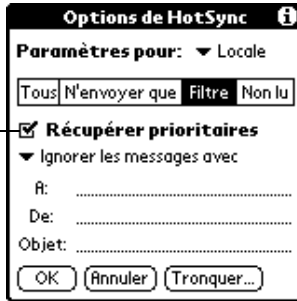 Options de HotSync i
Paramètres pour: Locale
Tous N'envoyer que Filtre Non lu
Récupérer prioritaires
Ignorer les messages avec
A:
De:
Objet:
OK Annuler Tronquer...